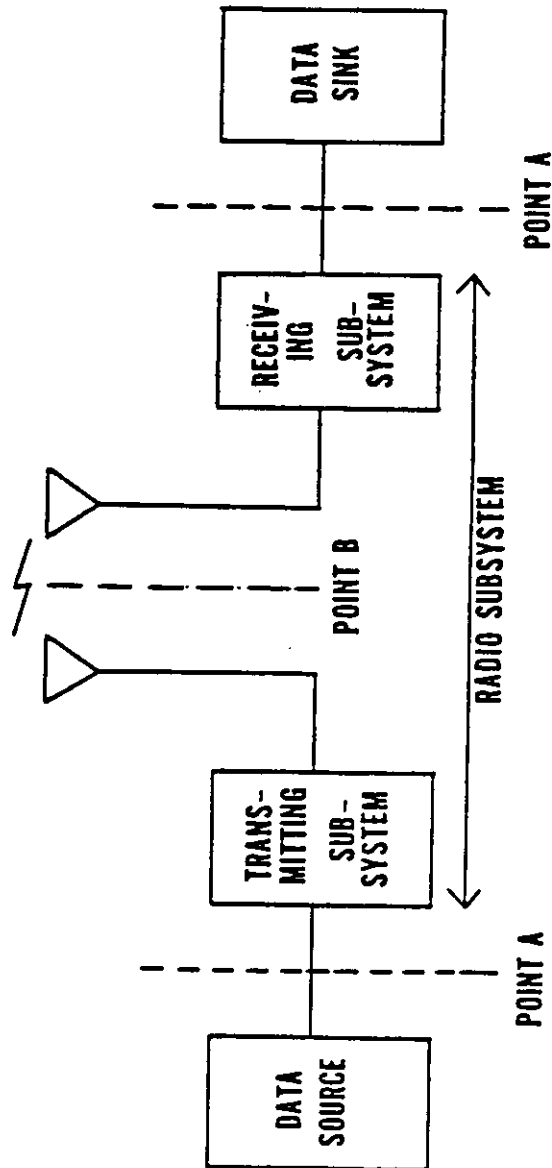 DATA
SOURCE
POINT A
TRANS-
MITTING
SUB-
SYSTEM
POINT B
RADIO SUBSYSTEM
RECEIV-
ING
SUB-
SYSTEM
POINT A
DATA
SINK